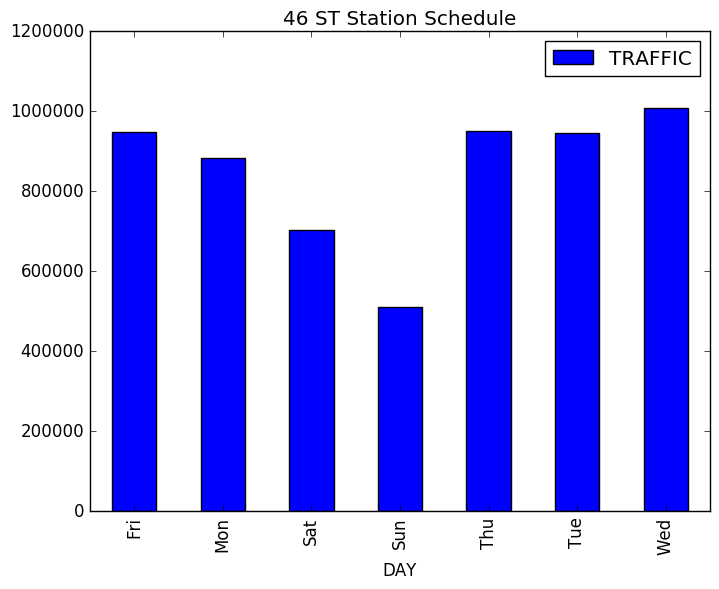 46 ST Station Schedule
TRAFFIC
1200000
1000000
800000
600000
400000
200000
0
Fri
Mon
Sat
Sun
Thu
Tue
Wed
DAY